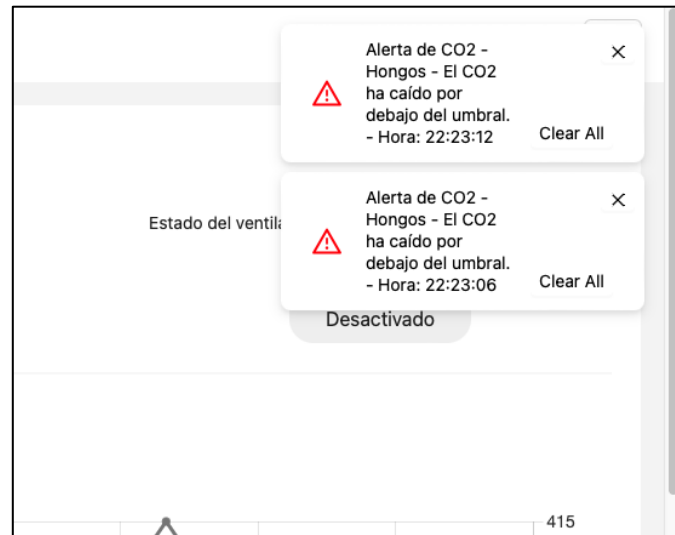 Alerta de CO2 -
Hongos - El CO2
ha caído por
debajo del umbral.
- Hora: 22:23:12
Clear All
Alerta de CO2 -
Hongos - El CO2
ha caído por
debajo del umbral.
- Hora: 22:23:06
Clear All
Estado del ventila
Desactivado
415